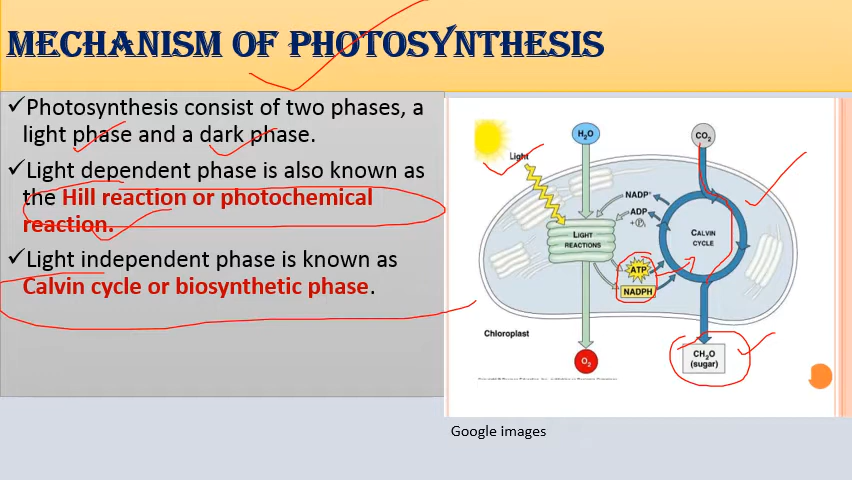 MECHANISM OF PHOTOSYNTHESIS
✓Photosynthesis consist of two phases, a
light phase and a dark phase.
✓Light dependent phase is also known as
the Hill reaction or photochemical
reaction.
✓Light independent phase is known as
Calvin cycle or biosynthetic phase.
Light
H₂O
CO₂
NADP⁺
ADP
+ Ⓟᵢ
LIGHT
REACTIONS
CALVIN
CYCLE
ATP
NADPH
Chloroplast
O₂
CH₂O
(sugar)
Google images